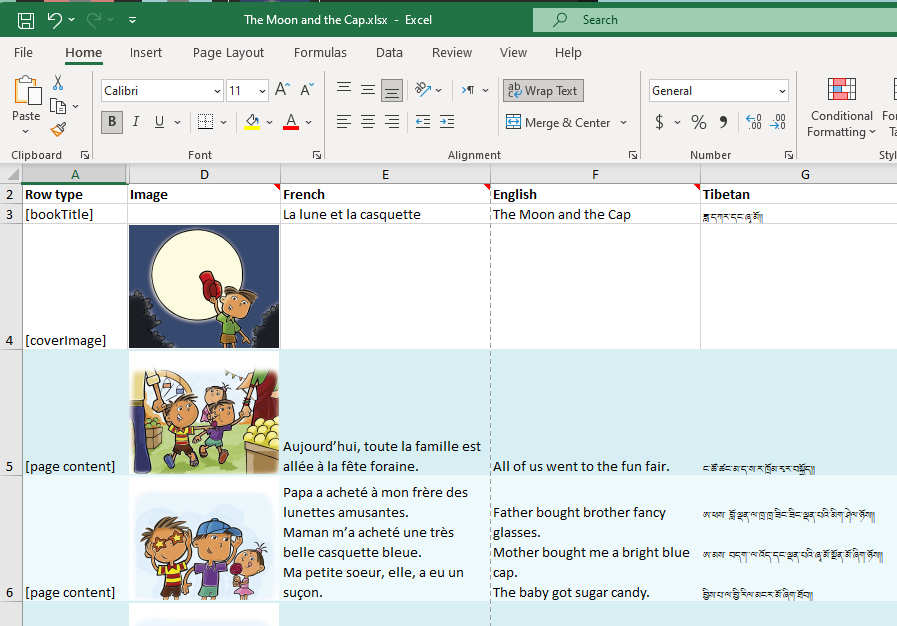 The Moon and the Cap.xlsx - Excel
Search
File Home Insert Page Layout Formulas Data Review View Help
Paste
Clipboard
Calibri 11
B I U
Font
Wrap Text
Merge & Center
Alignment
General
$ %
Number
Conditional
Formatting
A D E F G
2 Row type Image French English Tibetan
3 [bookTitle] La lune et la casquette The Moon and the Cap
4 [coverImage]
5 [page content]
Aujourd’hui, toute la famille est
allée à la fête foraine.
All of us went to the fun fair.
6 [page content]
Papa a acheté à mon frère des
lunettes amusantes.
Maman m’a acheté une très
belle casquette bleue.
Ma petite soeur, elle, a eu un
suçon.
Father bought brother fancy
glasses.
Mother bought me a bright blue
cap.
The baby got sugar candy.